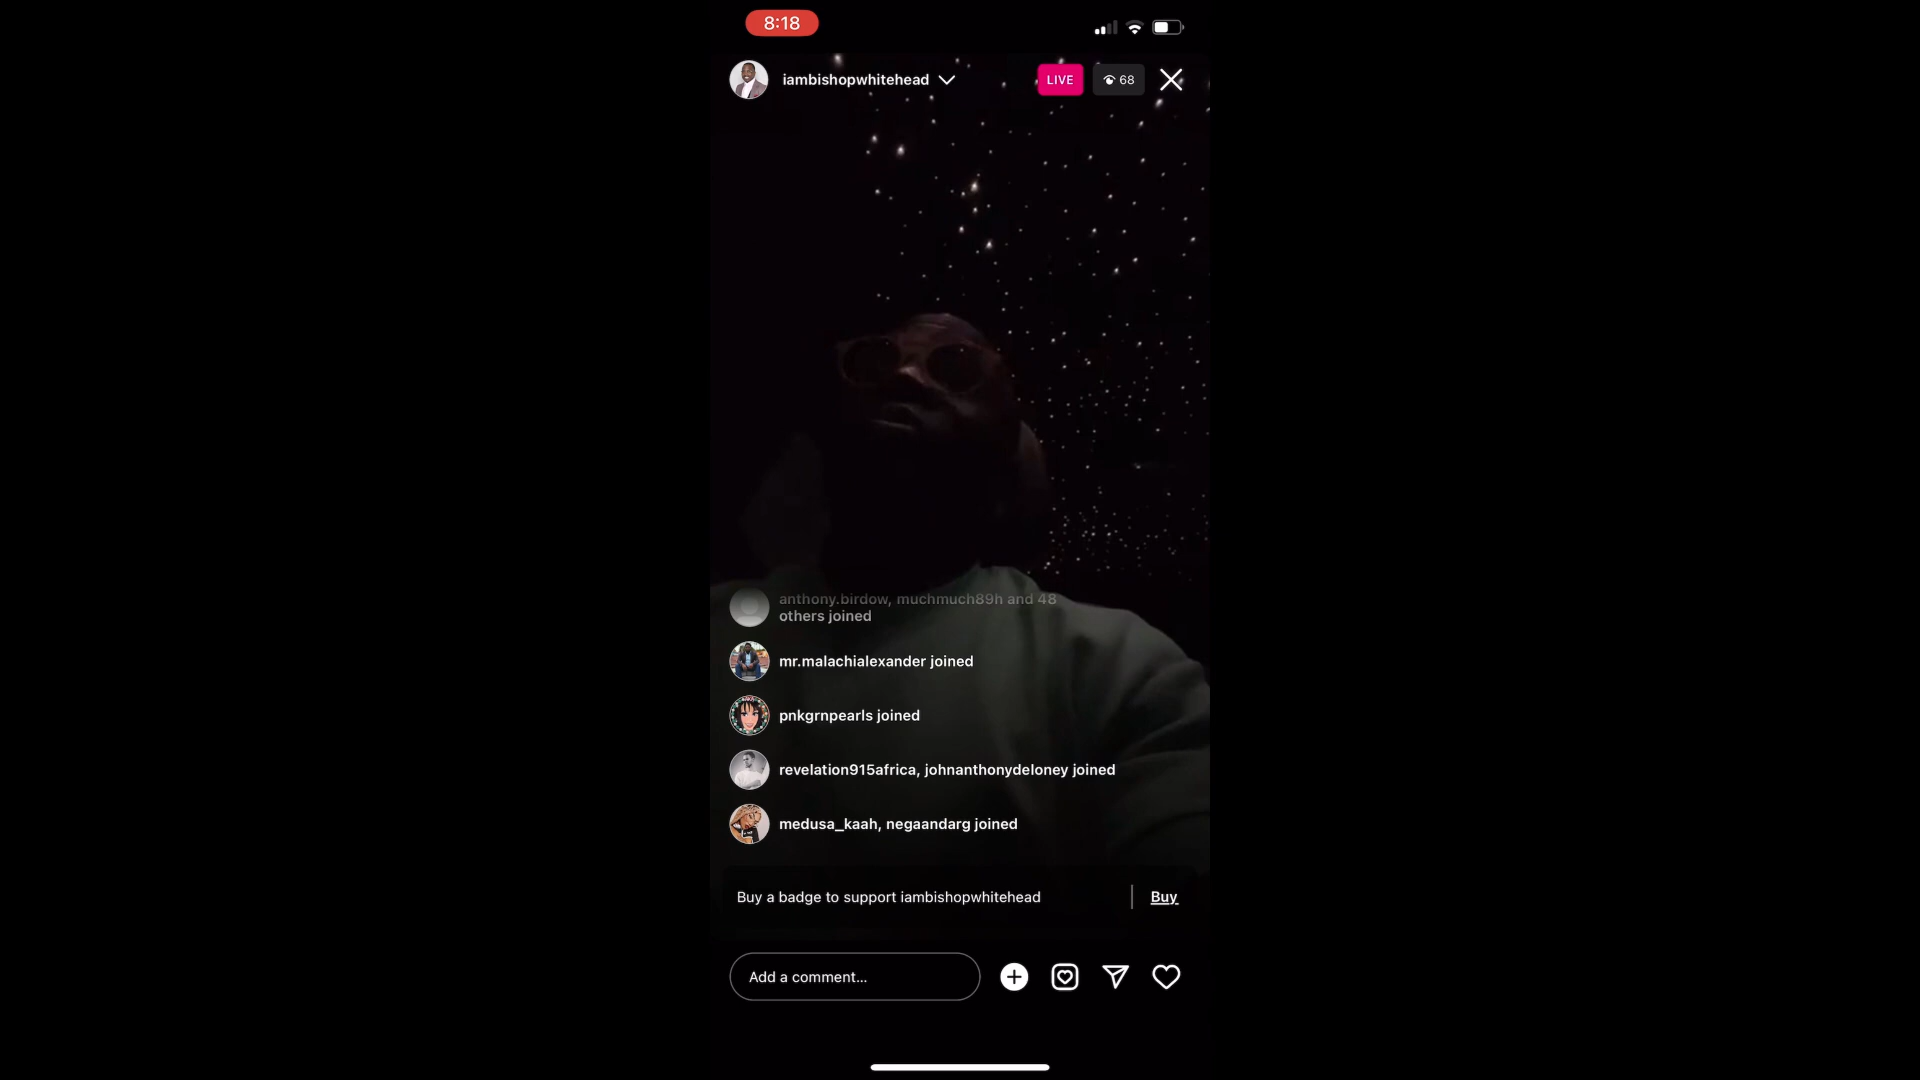 8:18
iambishopwhitehead
LIVE
68
anthony.birdow, muchmuch89h and 48
others joined
mr.malachialexander joined
pnkgrnpearls joined
revelation915africa, johnanthonydeloney joined
medusa_kaah, negaandarg joined
Buy a badge to support iambishopwhitehead
Buy
Add a comment...